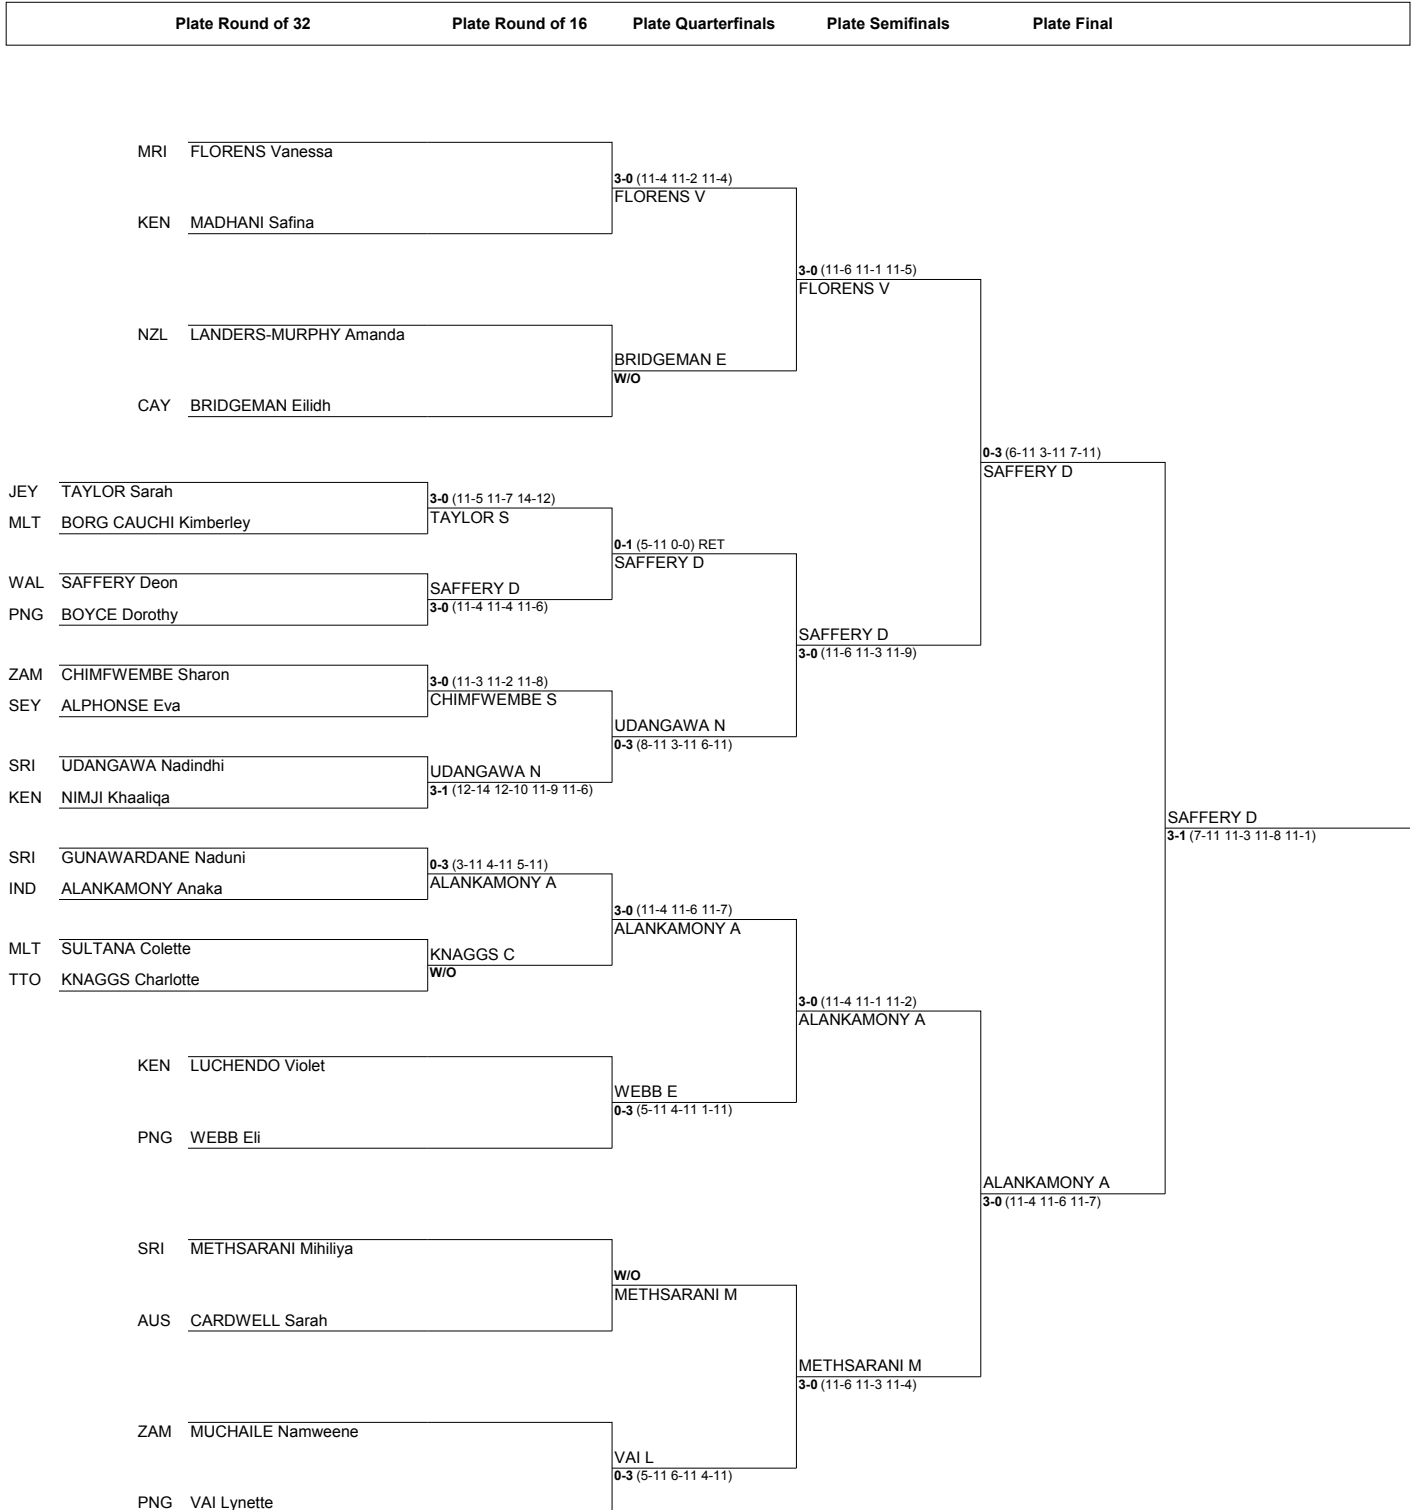 Plate Round of 32 Plate Round of 16 Plate Quarterfinals Plate Semifinals Plate Final
MRI FLORENS Vanessa
3-0 (11-4 11-2 11-4)
FLORENS V
KEN MADHANI Safina
3-0 (11-6 11-1 11-5)
FLORENS V
NZL LANDERS-MURPHY Amanda
BRIDGEMAN E
W/O
CAY BRIDGEMAN Eilidh
0-3 (6-11 3-11 7-11)
SAFFERY D
JEY TAYLOR Sarah
3-0 (11-5 11-7 14-12)
TAYLOR S
MLT BORG CAUCHI Kimberley
0-1 (5-11 0-0) RET
SAFFERY D
WAL SAFFERY Deon
SAFFERY D
3-0 (11-4 11-4 11-6)
PNG BOYCE Dorothy
SAFFERY D
3-0 (11-6 11-3 11-9)
ZAM CHIMFWEMBE Sharon
3-0 (11-3 11-2 11-8)
CHIMFWEMBE S
SEY ALPHONSE Eva
UDANGAWA N
0-3 (8-11 3-11 6-11)
SRI UDANGAWA Nadindhi
UDANGAWA N
3-1 (12-14 12-10 11-9 11-6)
KEN NIMJI Khaaliqa
SAFFERY D
3-1 (7-11 11-3 11-8 11-1)
SRI GUNAWARDANE Naduni
0-3 (3-11 4-11 5-11)
ALANKAMONY A
IND ALANKAMONY Anaka
3-0 (11-4 11-6 11-7)
ALANKAMONY A
MLT SULTANA Colette
KNAGGS C
W/O
TTO KNAGGS Charlotte
3-0 (11-4 11-1 11-2)
ALANKAMONY A
KEN LUCHENDO Violet
WEBB E
0-3 (5-11 4-11 1-11)
PNG WEBB Eli
ALANKAMONY A
3-0 (11-4 11-6 11-7)
SRI METHSARANI Mihiliya
W/O
METHSARANI M
AUS CARDWELL Sarah
METHSARANI M
3-0 (11-6 11-3 11-4)
ZAM MUCHAILE Namweene
VAI L
0-3 (5-11 6-11 4-11)
PNG VAI Lynette